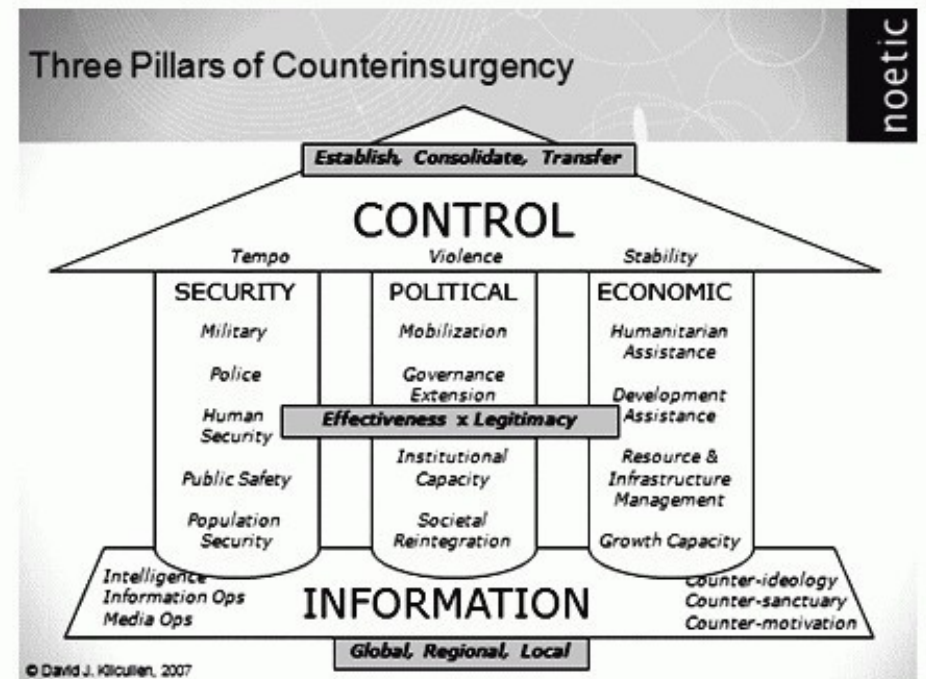 Three Pillars of Counterinsurgency
noetic
Establish, Consolidate, Transfer
CONTROL
Tempo
Violence
Stability
SECURITY
Military
Police
Human
Security
Public Safety
Population
Security
POLITICAL
Mobilization
Governance
Extension
Effectiveness x Legitimacy
Institutional
Capacity
Societal
Reintegration
ECONOMIC
Humanitarian
Assistance
Development
Assistance
Resource &
Infrastructure
Management
Growth Capacity
Intelligence
Information Ops
Media Ops
INFORMATION
Counter-ideology
Counter-sanctuary
Counter-motivation
Global, Regional, Local
© David J. Kilcullen, 2007